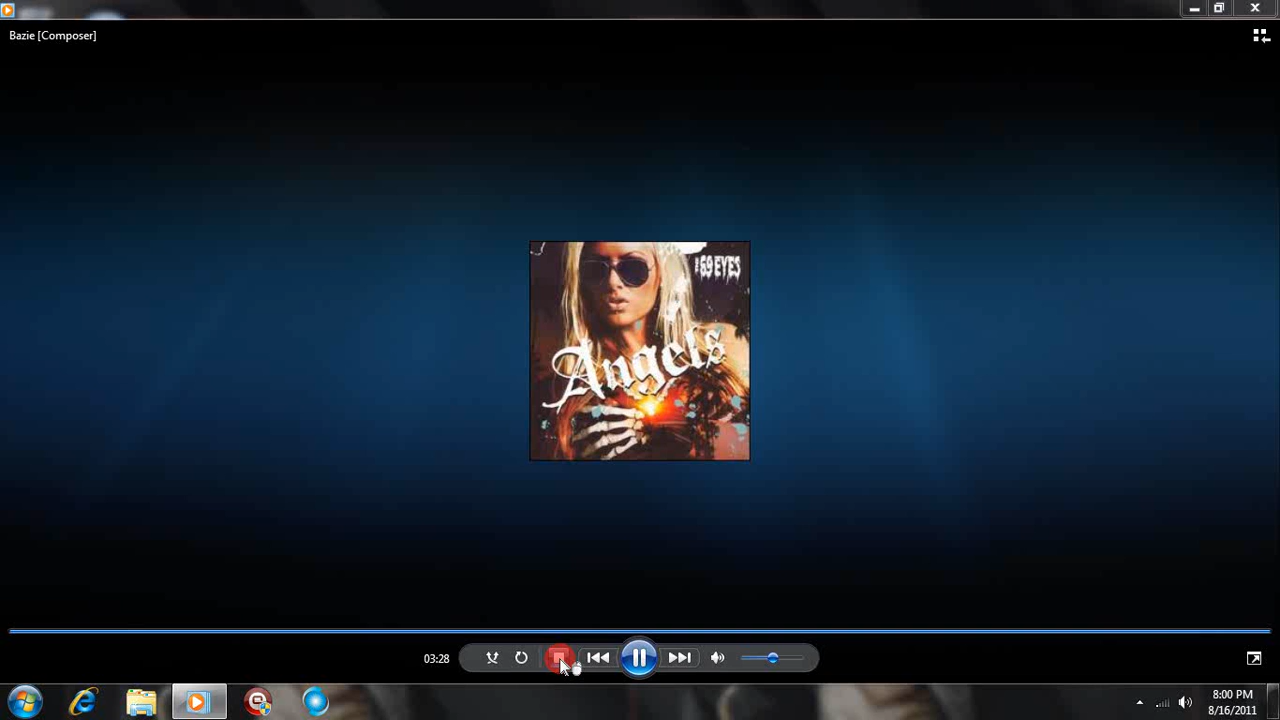 Bazie [Composer]
THE 69 EYES
Angels
03:28
8:00 PM
8/16/2011